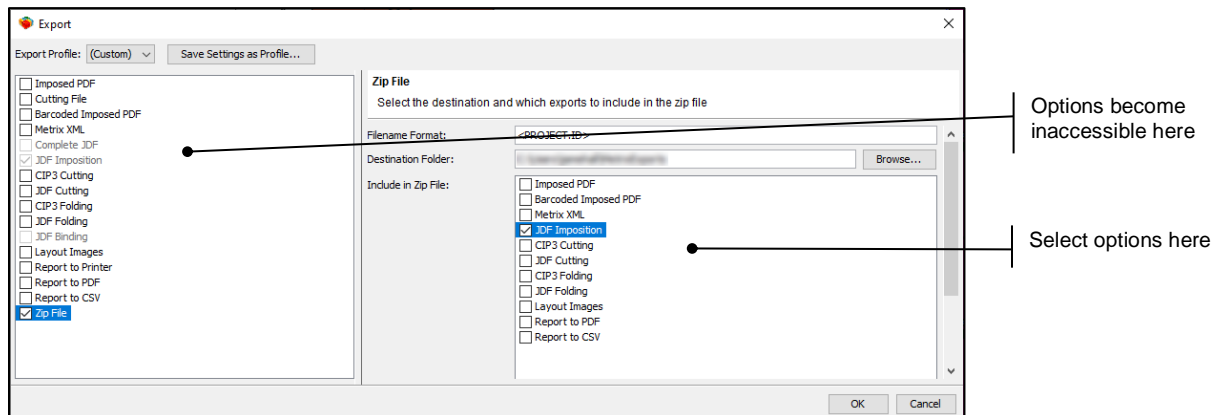 Export
Export Profile: (Custom) Save Settings as Profile...
Imposed PDF
Cutting File
Barcoded Imposed PDF
Metrix XML
Complete JDF
JDF Imposition
CIP3 Cutting
JDF Cutting
CIP3 Folding
JDF Folding
JDF Binding
Layout Images
Report to Printer
Report to PDF
Report to CSV
Zip File
Zip File
Select the destination and which exports to include in the zip file
Filename Format: <PROJECT.ID>
Destination Folder: Browse...
Include in Zip File:
Imposed PDF
Barcoded Imposed PDF
Metrix XML
JDF Imposition
CIP3 Cutting
JDF Cutting
CIP3 Folding
JDF Folding
Layout Images
Report to PDF
Report to CSV
OK Cancel
Options become
inaccessible here
Select options here